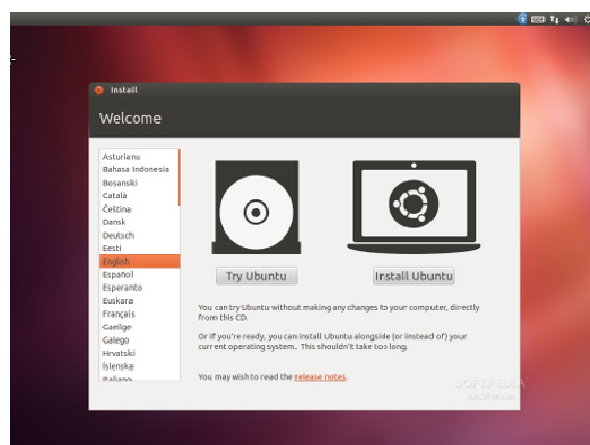 Install
Welcome
Asturianu
Bahasa Indonesia
Bosanski
Català
Čeština
Dansk
Deutsch
Eesti
English
Español
Esperanto
Euskara
Français
Gaeilge
Galego
Hrvatski
Íslenska
Italiano
Try Ubuntu
Install Ubuntu
You can try Ubuntu without making any changes to your computer, directly
from this CD.
Or if you're ready, you can install Ubuntu alongside (or instead of) your
current operating system. This shouldn't take too long.
You may wish to read the release notes.
SOFTPEDIA